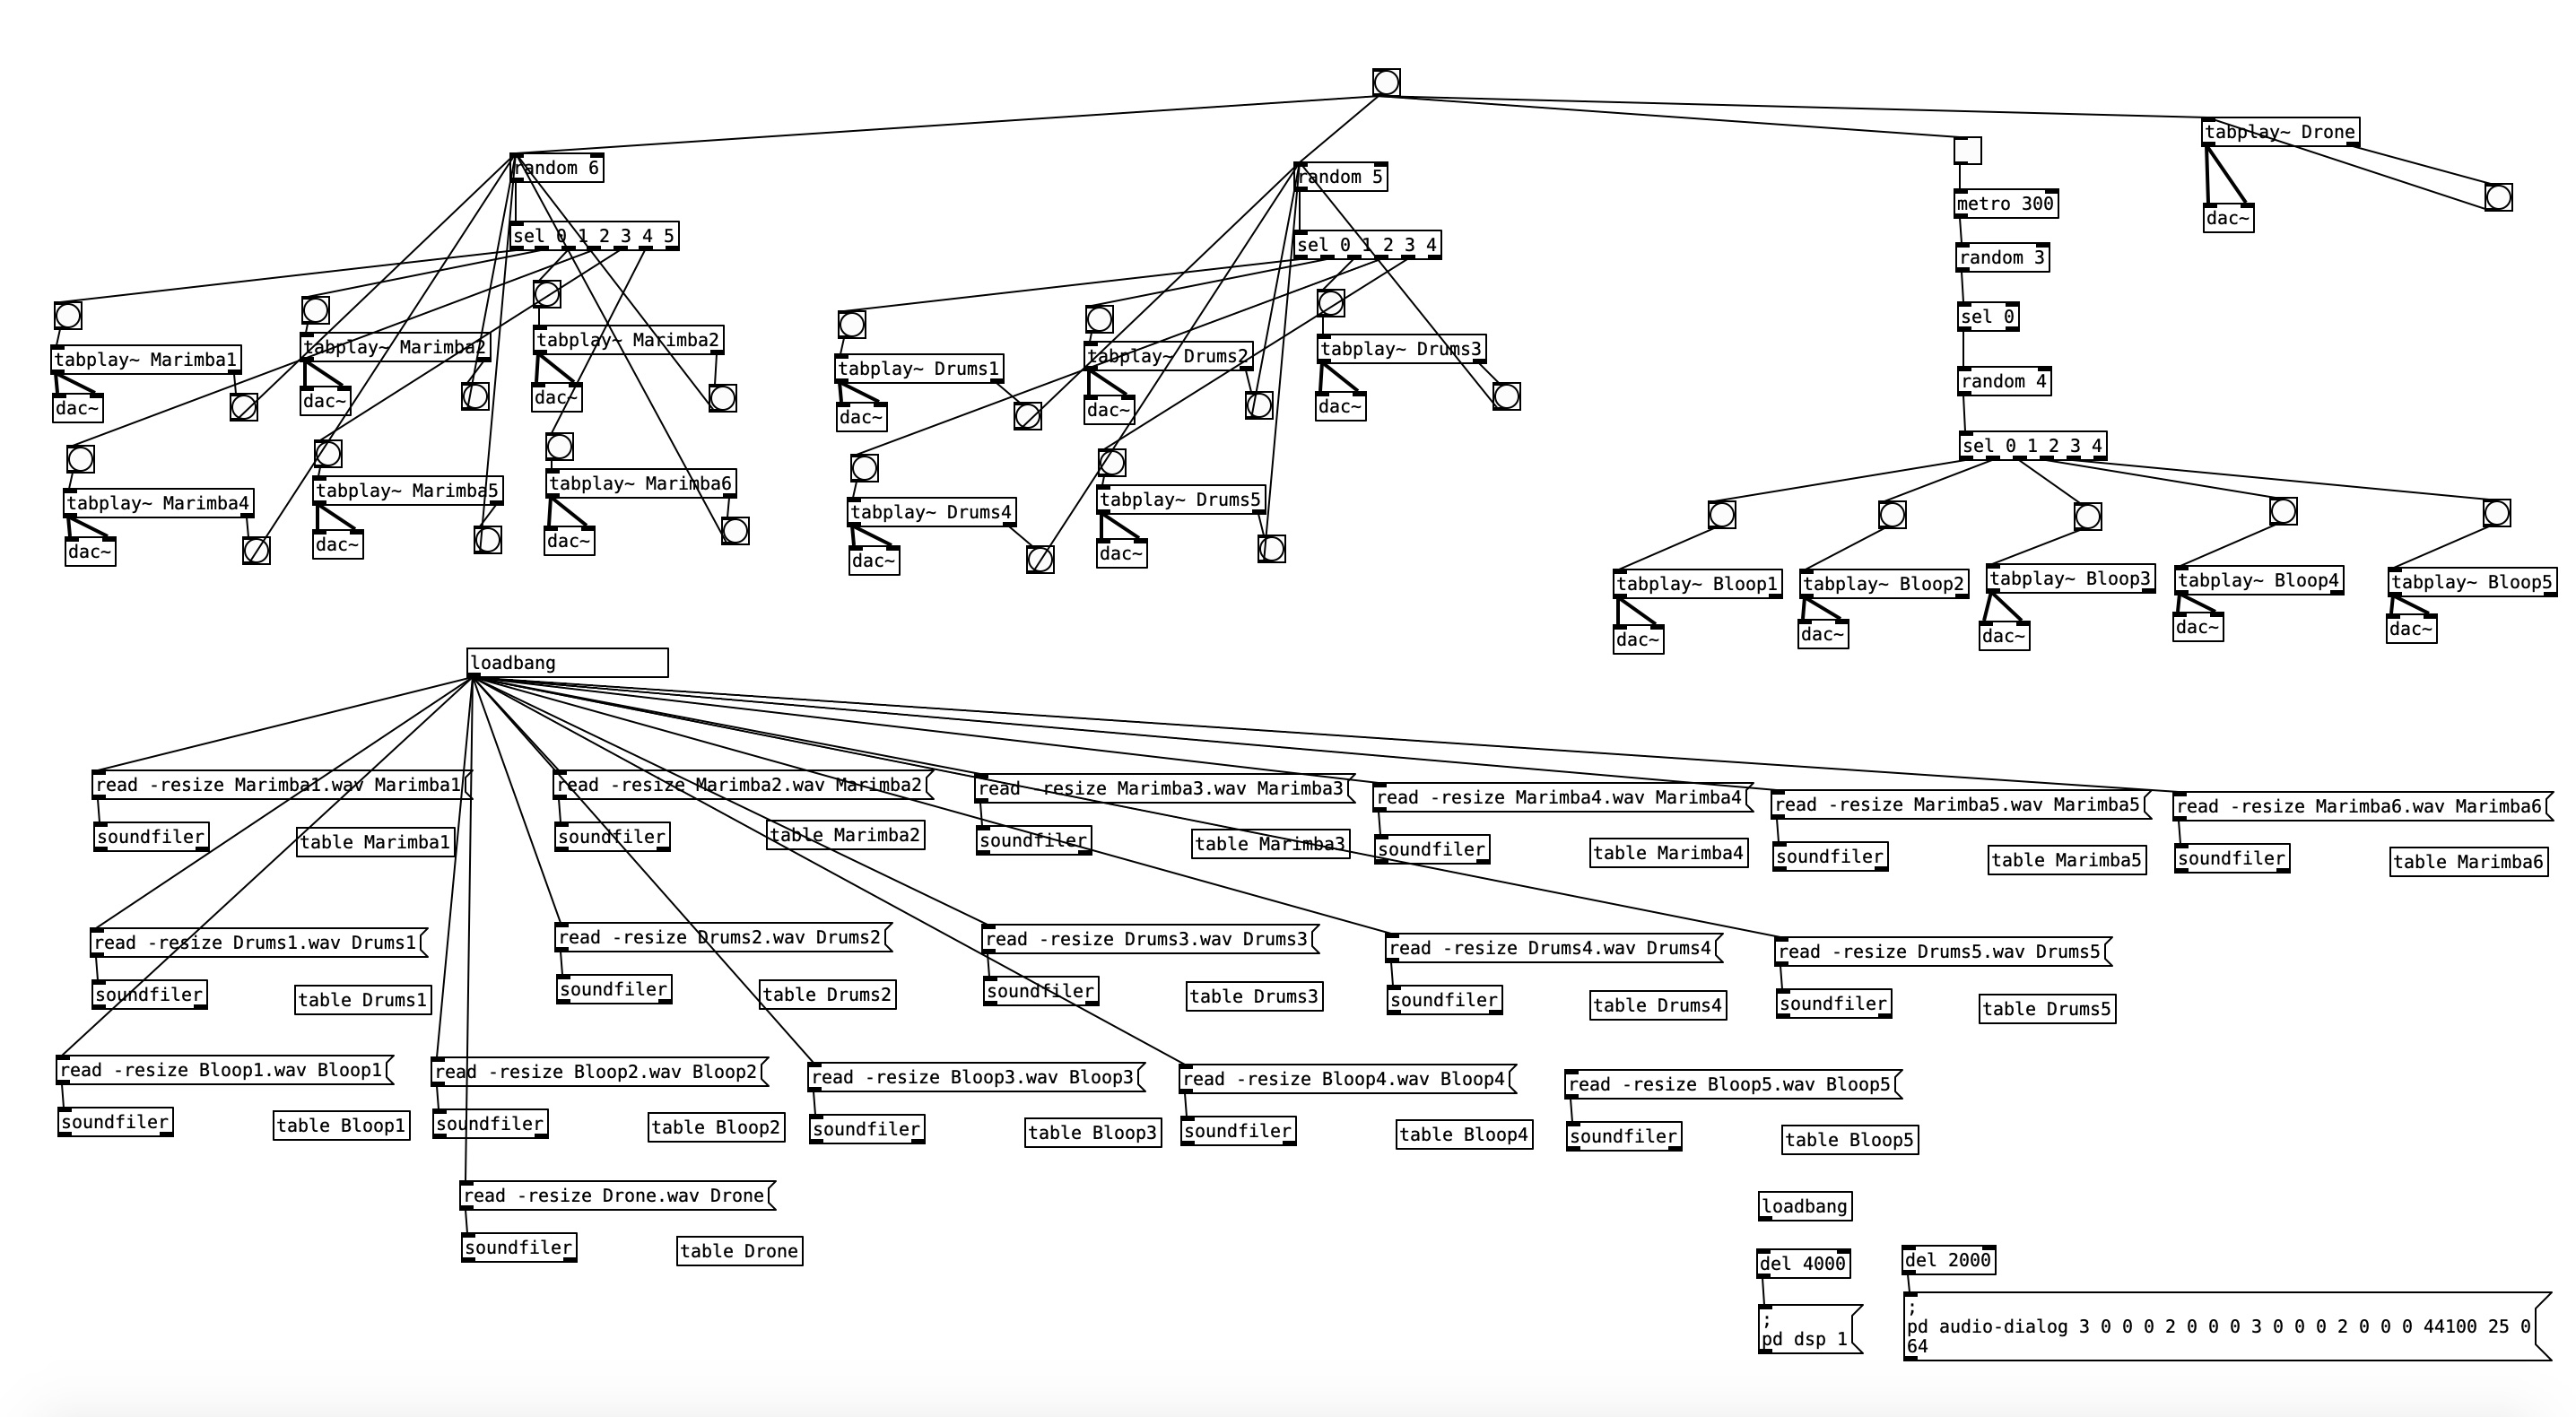 tabplay~ Drone
random 6
random 5
metro 300
dac~
sel 0 1 2 3 4 5
sel 0 1 2 3 4
random 3
sel 0
tabplay~ Marimba1
tabplay~ Marimba2
tabplay~ Marimba2
tabplay~ Drums1
tabplay~ Drums2
tabplay~ Drums3
random 4
dac~
dac~
dac~
dac~
dac~
dac~
sel 0 1 2 3 4
tabplay~ Marimba4
tabplay~ Marimba5
tabplay~ Marimba6
tabplay~ Drums4
tabplay~ Drums5
dac~
dac~
dac~
dac~
dac~
tabplay~ Bloop1
tabplay~ Bloop2
tabplay~ Bloop3
tabplay~ Bloop4
tabplay~ Bloop5
dac~
dac~
dac~
dac~
dac~
loadbang
read -resize Marimba1.wav Marimba1
read -resize Marimba2.wav Marimba2
read -resize Marimba3.wav Marimba3
read -resize Marimba4.wav Marimba4
read -resize Marimba5.wav Marimba5
read -resize Marimba6.wav Marimba6
soundfiler
table Marimba1
soundfiler
table Marimba2
soundfiler
table Marimba3
soundfiler
table Marimba4
soundfiler
table Marimba5
soundfiler
table Marimba6
read -resize Drums1.wav Drums1
read -resize Drums2.wav Drums2
read -resize Drums3.wav Drums3
read -resize Drums4.wav Drums4
read -resize Drums5.wav Drums5
soundfiler
table Drums1
soundfiler
table Drums2
soundfiler
table Drums3
soundfiler
table Drums4
soundfiler
table Drums5
read -resize Bloop1.wav Bloop1
read -resize Bloop2.wav Bloop2
read -resize Bloop3.wav Bloop3
read -resize Bloop4.wav Bloop4
read -resize Bloop5.wav Bloop5
soundfiler
table Bloop1
soundfiler
table Bloop2
soundfiler
table Bloop3
soundfiler
table Bloop4
soundfiler
table Bloop5
read -resize Drone.wav Drone
soundfiler
table Drone
loadbang
del 4000
del 2000
;
pd dsp 1
;
pd audio-dialog 3 0 0 0 2 0 0 0 3 0 0 0 2 0 0 0 44100 25 0
64